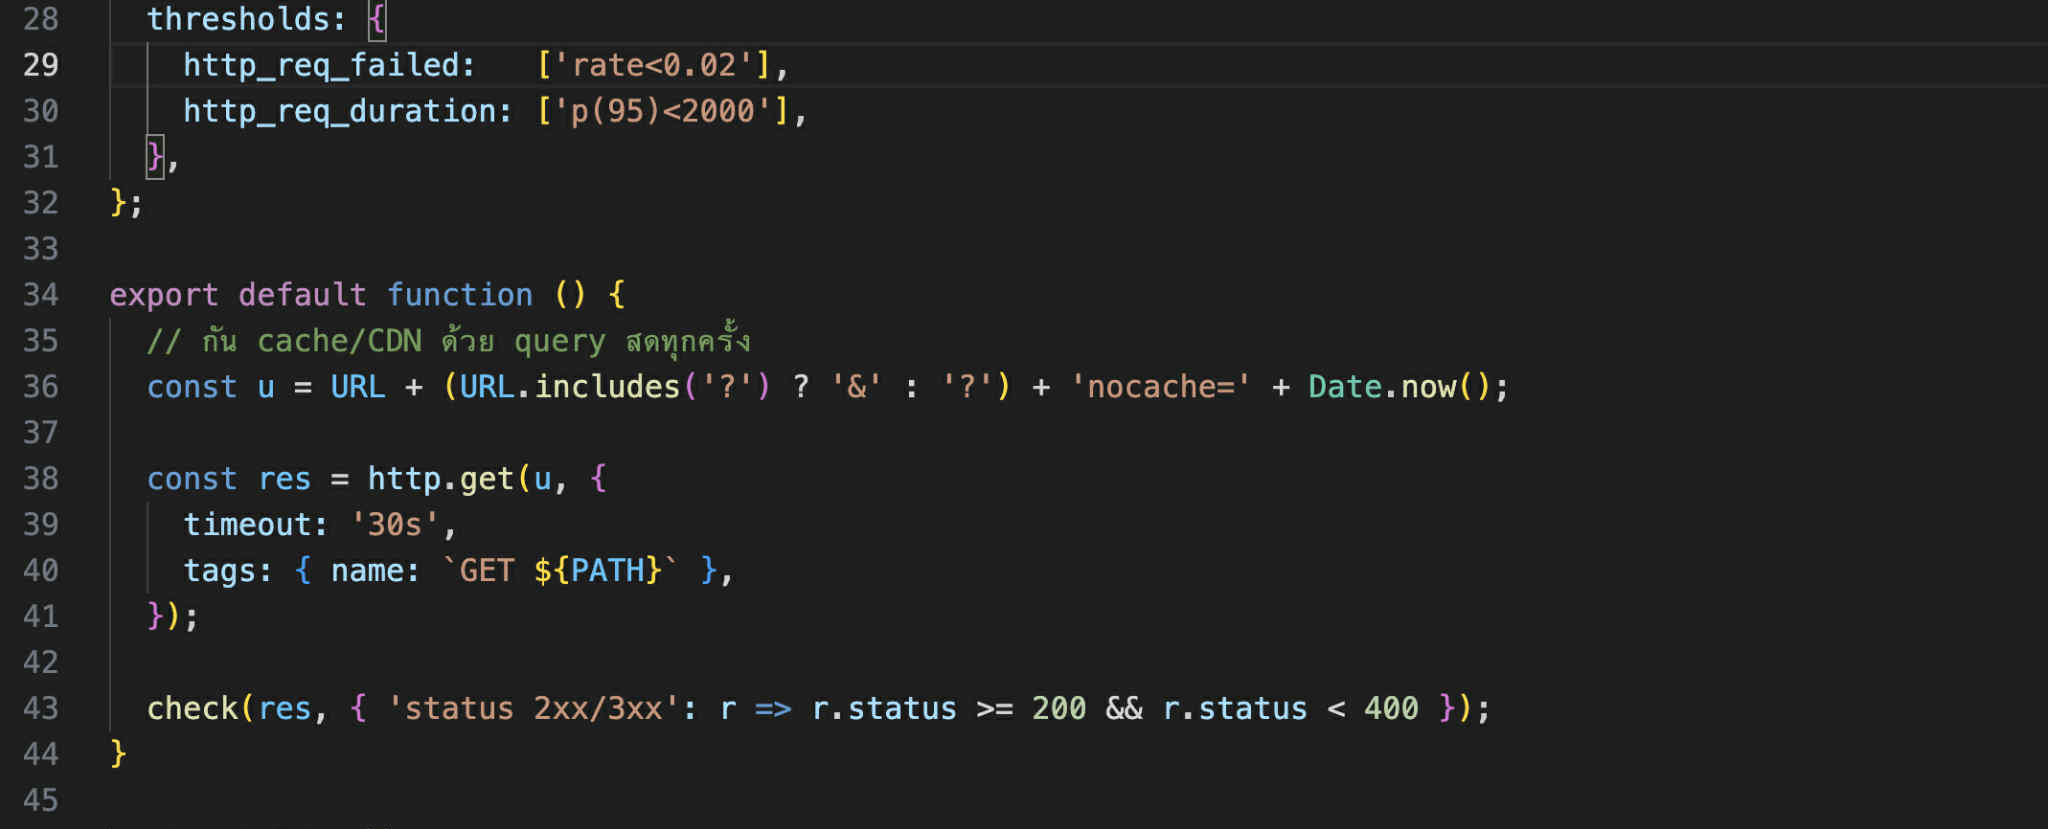 28 thresholds: {
29 http_req_failed: ['rate<0.02'],
30 http_req_duration: ['p(95)<2000'],
31 },
32 };
33
34 export default function () {
35 // กัน cache/CDN ด้วย query สดทุกครั้ง
36 const u = URL + (URL.includes('?') ? '&' : '?') + 'nocache=' + Date.now();
37
38 const res = http.get(u, {
39 timeout: '30s',
40 tags: { name: `GET ${PATH}` },
41 });
42
43 check(res, { 'status 2xx/3xx': r => r.status >= 200 && r.status < 400 });
44 }
45